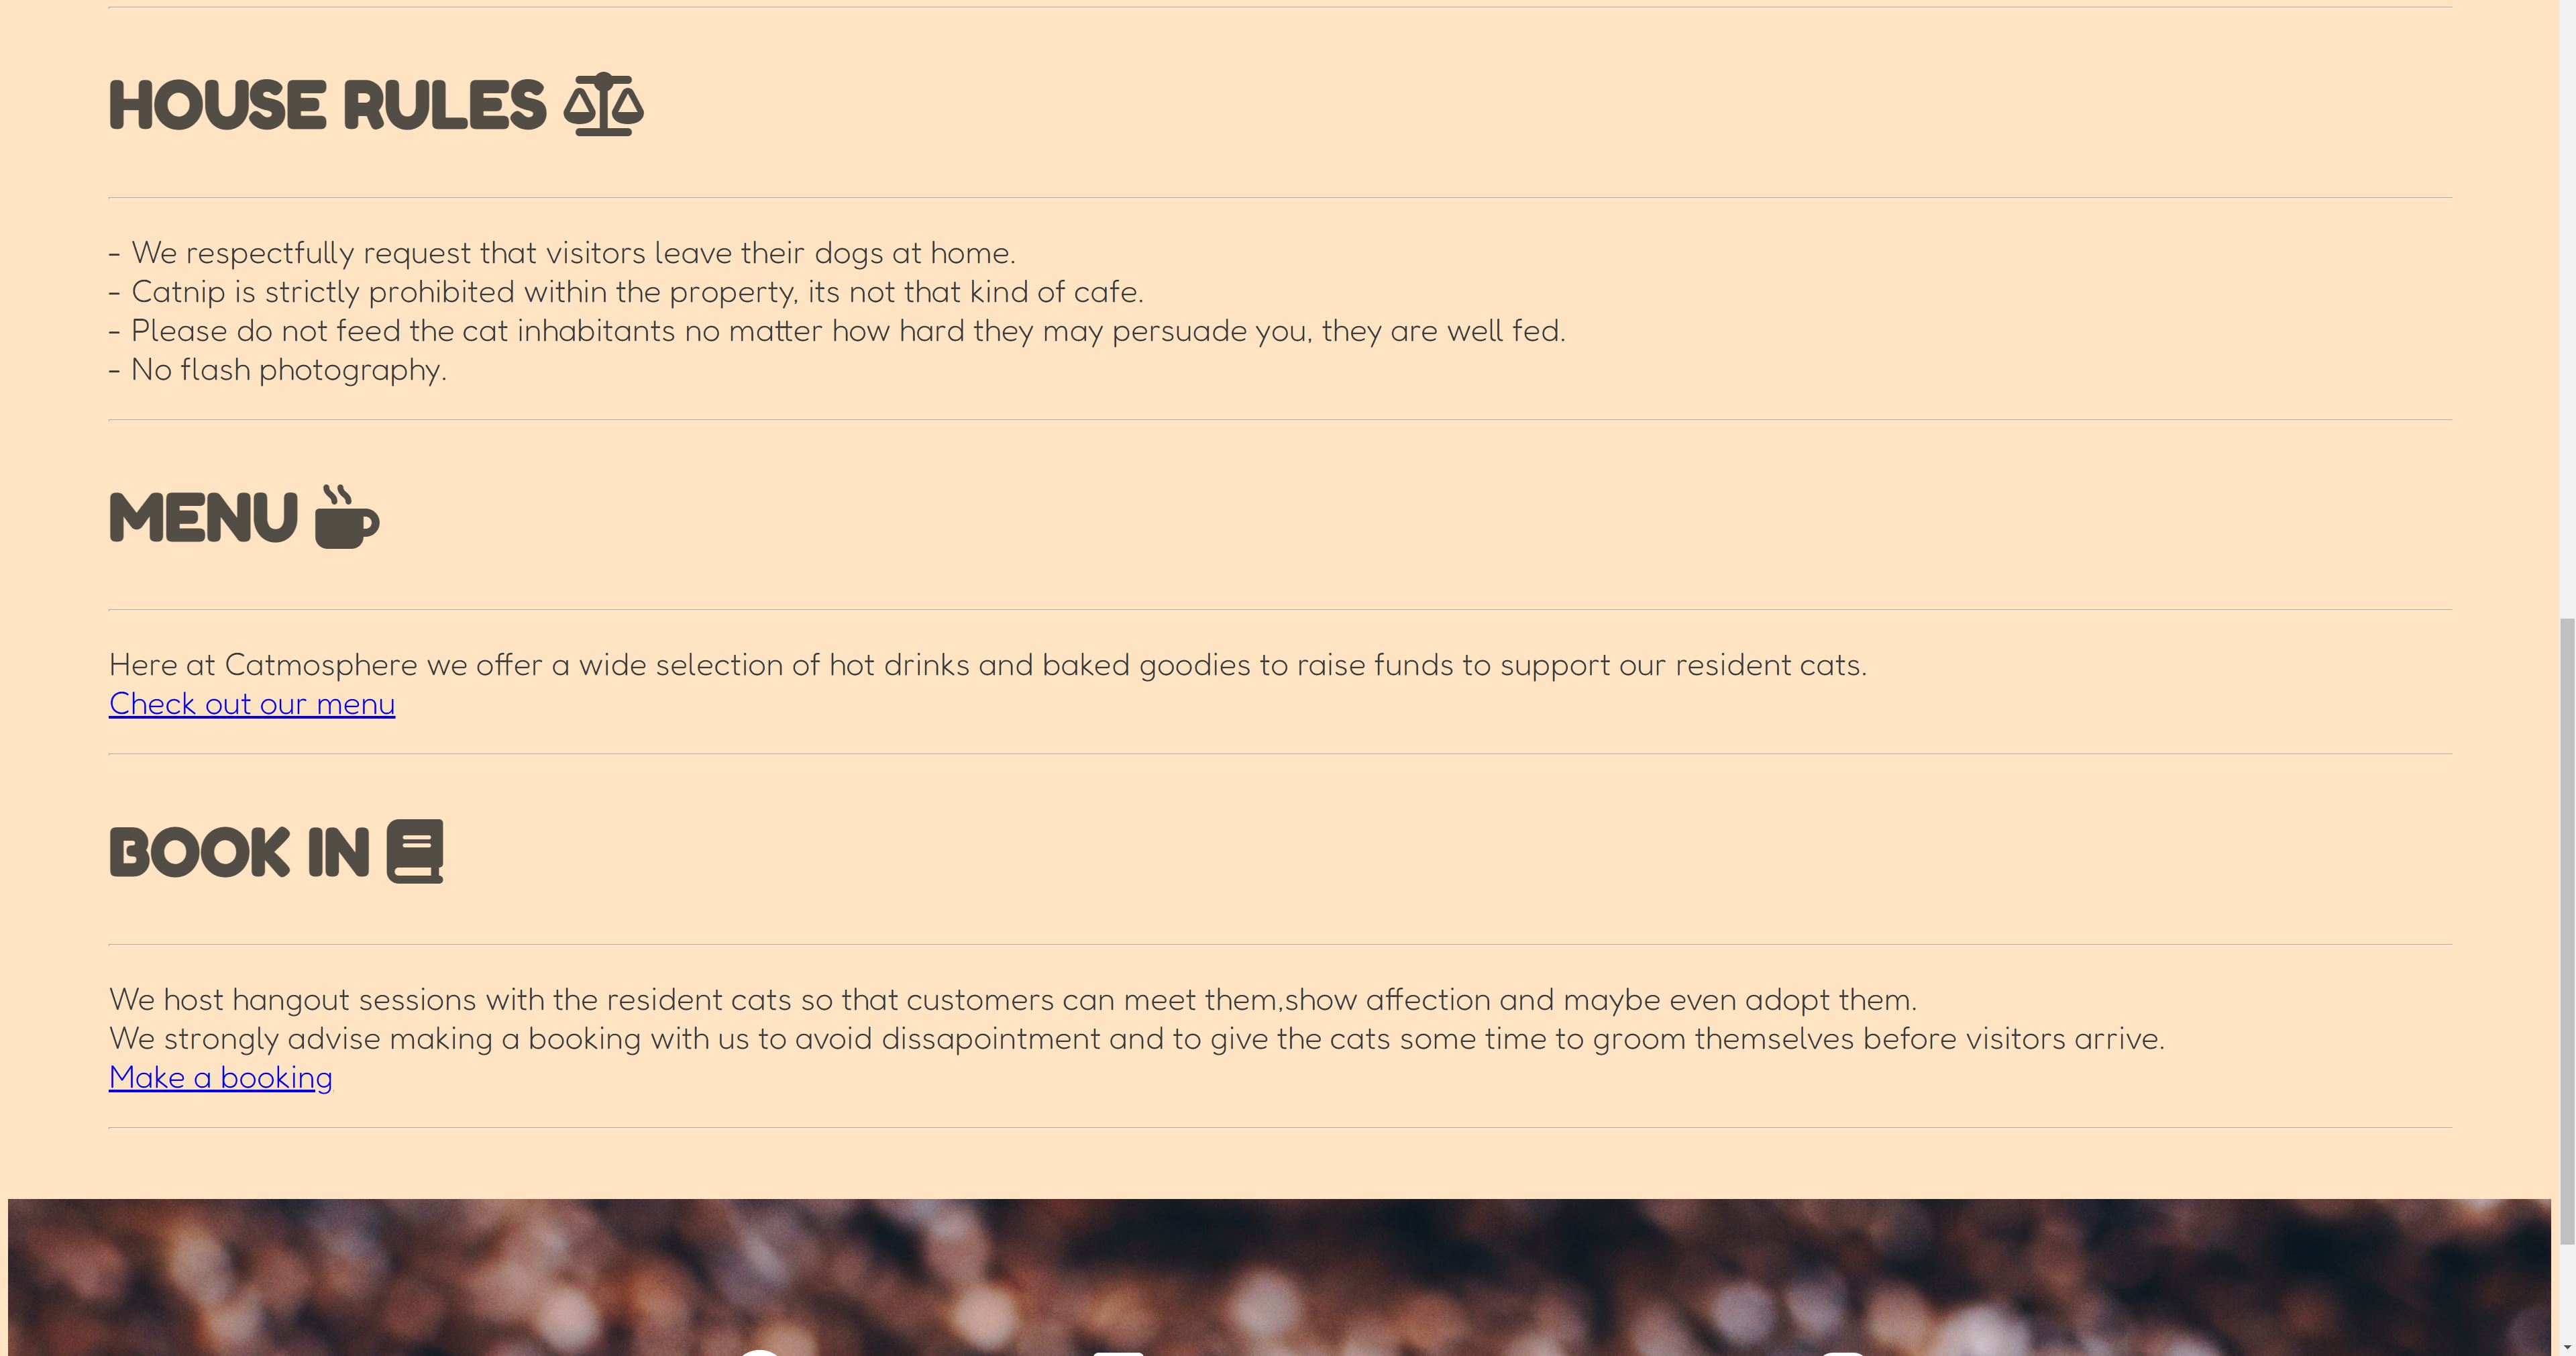 HOUSE RULES
- We respectfully request that visitors leave their dogs at home.
- Catnip is strictly prohibited within the property, its not that kind of cafe.
- Please do not feed the cat inhabitants no matter how hard they may persuade you, they are well fed.
- No flash photography.
MENU
Here at Catmosphere we offer a wide selection of hot drinks and baked goodies to raise funds to support our resident cats.
Check out our menu
BOOK IN
We host hangout sessions with the resident cats so that customers can meet them,show affection and maybe even adopt them.
We strongly advise making a booking with us to avoid dissapointment and to give the cats some time to groom themselves before visitors arrive.
Make a booking